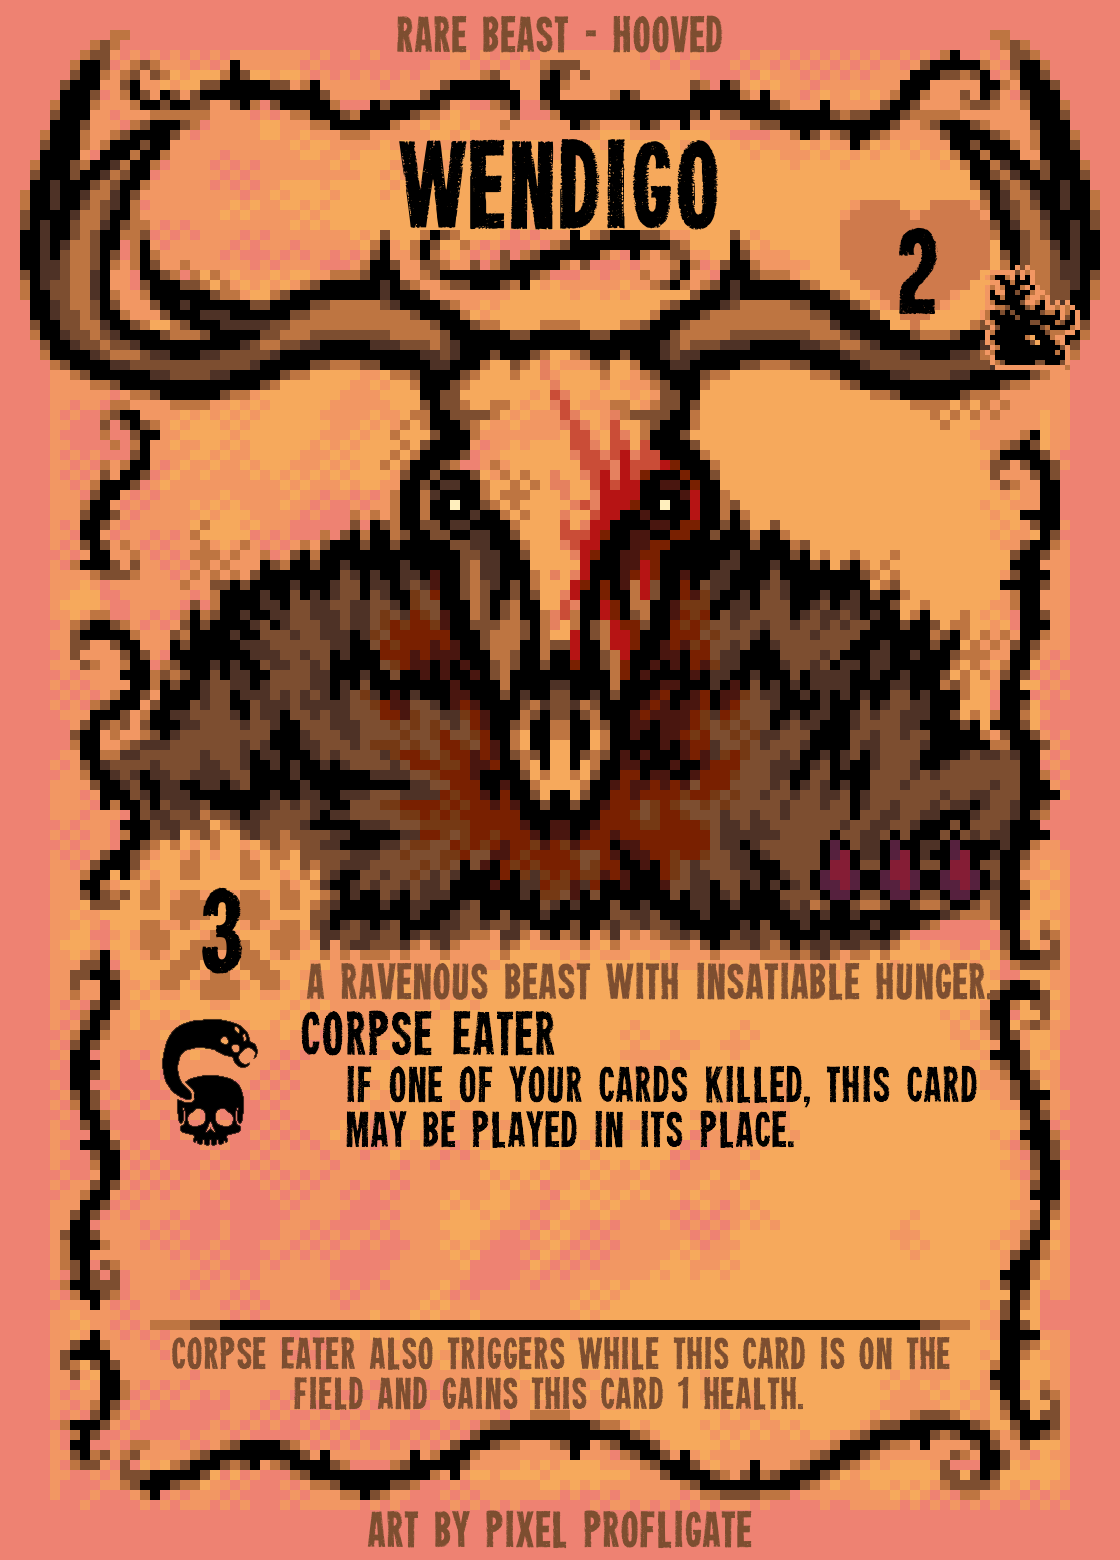 RARE BEAST - HOOVED
WENDIGO
2
3
A RAVENOUS BEAST WITH INSATIABLE HUNGER.
CORPSE EATER
IF ONE OF YOUR CARDS KILLED, THIS CARD
MAY BE PLAYED IN ITS PLACE.
CORPSE EATER ALSO TRIGGERS WHILE THIS CARD IS ON THE
FIELD AND GAINS THIS CARD 1 HEALTH.
ART BY PIXEL PROFLIGATE